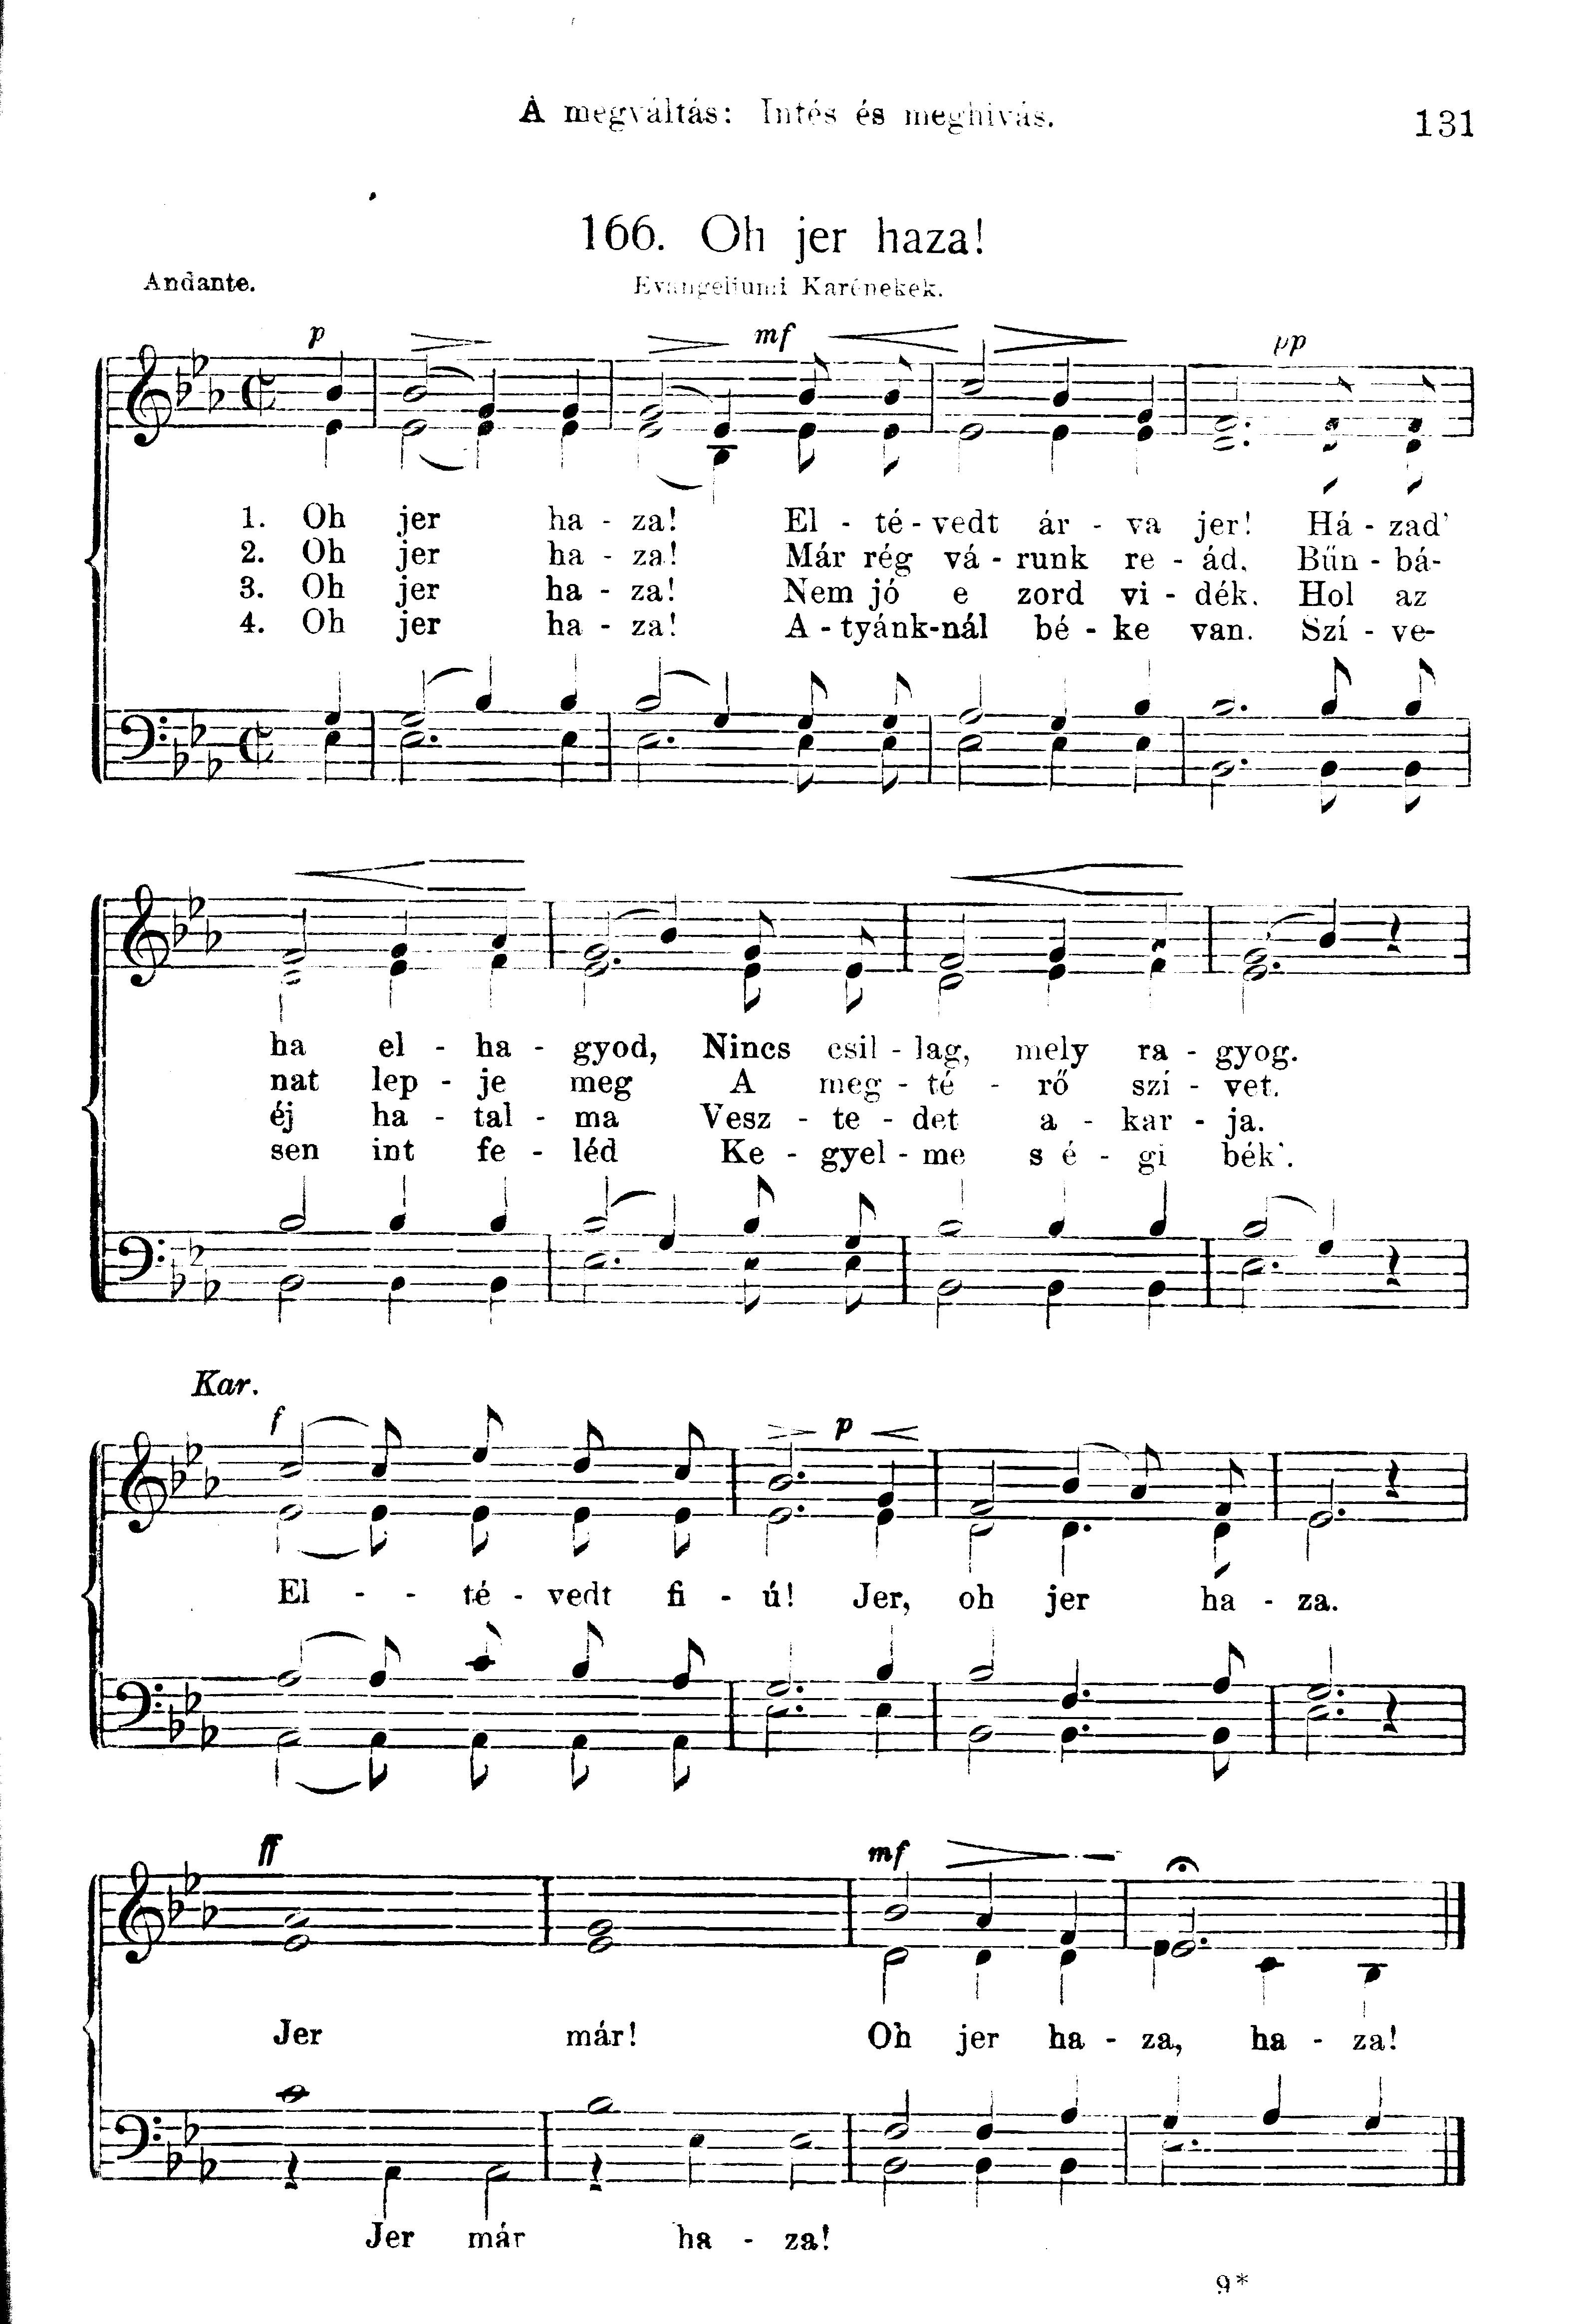 A megváltás: Intés és meghivás.
131
166. Oh jer haza!
Andante.
Evangeliumi Karénekek.
p mf pp
1. Oh jer ha - za! El - té - vedt ár - va jer! Há - zad'
2. Oh jer ha - za! Már rég vá - runk re - ád. Bűn - bá-
3. Oh jer ha - za! Nem jó e zord vi - dék. Hol az
4. Oh jer ha - za! A - tyánk-nál bé - ke van. Szí - ve-
ha el - ha - gyod, Nincs csil - lag, mely ra - gyog.
nat lep - je meg A meg - té - rő szí - vet.
éj ha - tal - ma Vesz - te - det a - kar - ja.
sen int fe - léd Ke - gyel - me s é - gi bék'.
Kar.
f p
El - - té - vedt fi - ú! Jer, oh jer ha - za.
ff mf
Jer már! Oh jer ha - za, ha - za!
Jer már ha - za!
9*